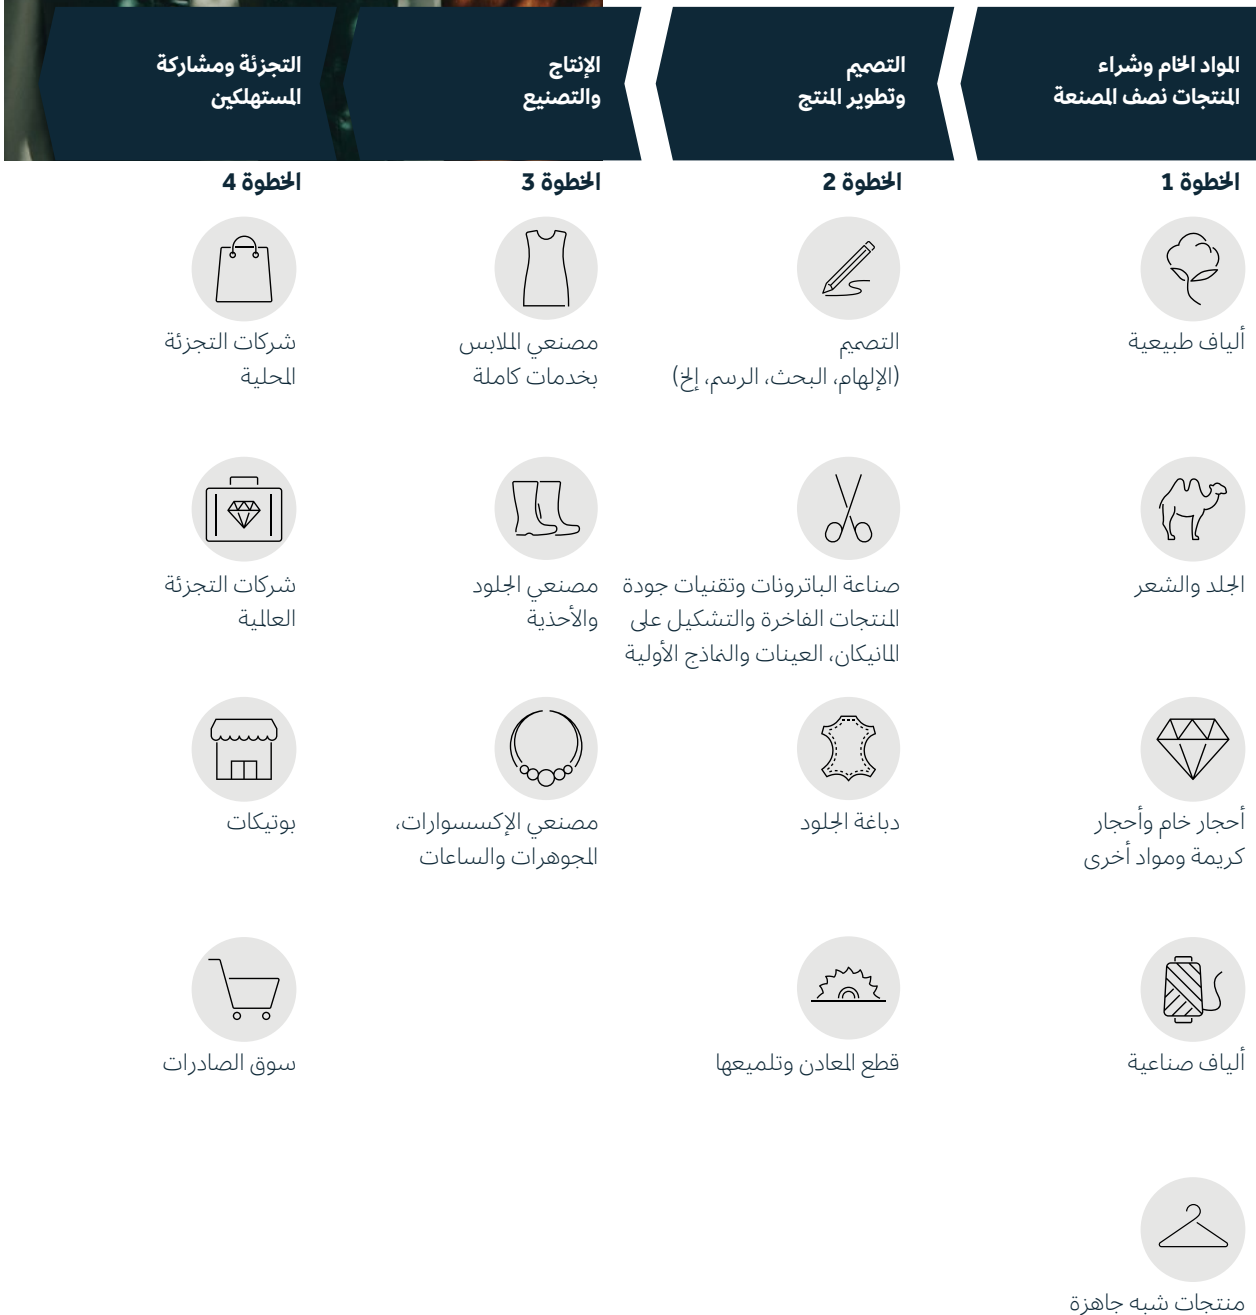 المواد الخام وشراء
المنتجات نصف المصنعة
التصميم
وتطوير المنتج
الإنتاج
والتصنيع
التجزئة ومشاركة
المستهلكين
الخطوة 1
الخطوة 2
الخطوة 3
الخطوة 4
ألياف طبيعية
التصميم
(الإلهام، البحث، الرسم، إلخ)
مصنعي الملابس
بخدمات كاملة
شركات التجزئة
المحلية
الجلد والشعر
صناعة الباترونات وتقنيات جودة
المنتجات الفاخرة والتشكيل على
المانيكان، العينات والنماذج الأولية
مصنعي الجلود
والأحذية
شركات التجزئة
العالمية
أحجار خام وأحجار
كريمة ومواد أخرى
دباغة الجلود
مصنعي الإكسسوارات،
المجوهرات والساعات
بوتيكات
ألياف صناعية
قطع المعادن وتلميعها
سوق الصادرات
منتجات شبه جاهزة